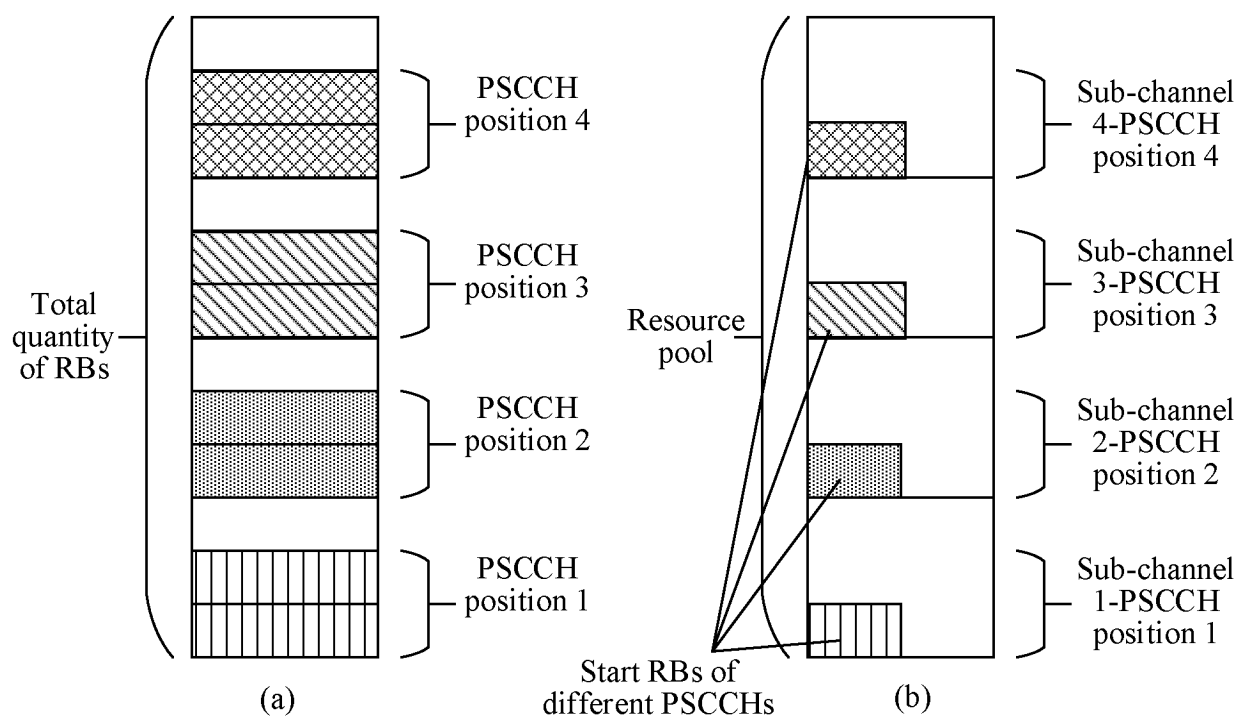 Total
quantity
of RBs
PSCCH
position 4
PSCCH
position 3
PSCCH
position 2
PSCCH
position 1
(a)
Resource
pool
Sub-channel
4-PSCCH
position 4
Sub-channel
3-PSCCH
position 3
Sub-channel
2-PSCCH
position 2
Sub-channel
1-PSCCH
position 1
Start RBs of
different PSCCHs
(b)